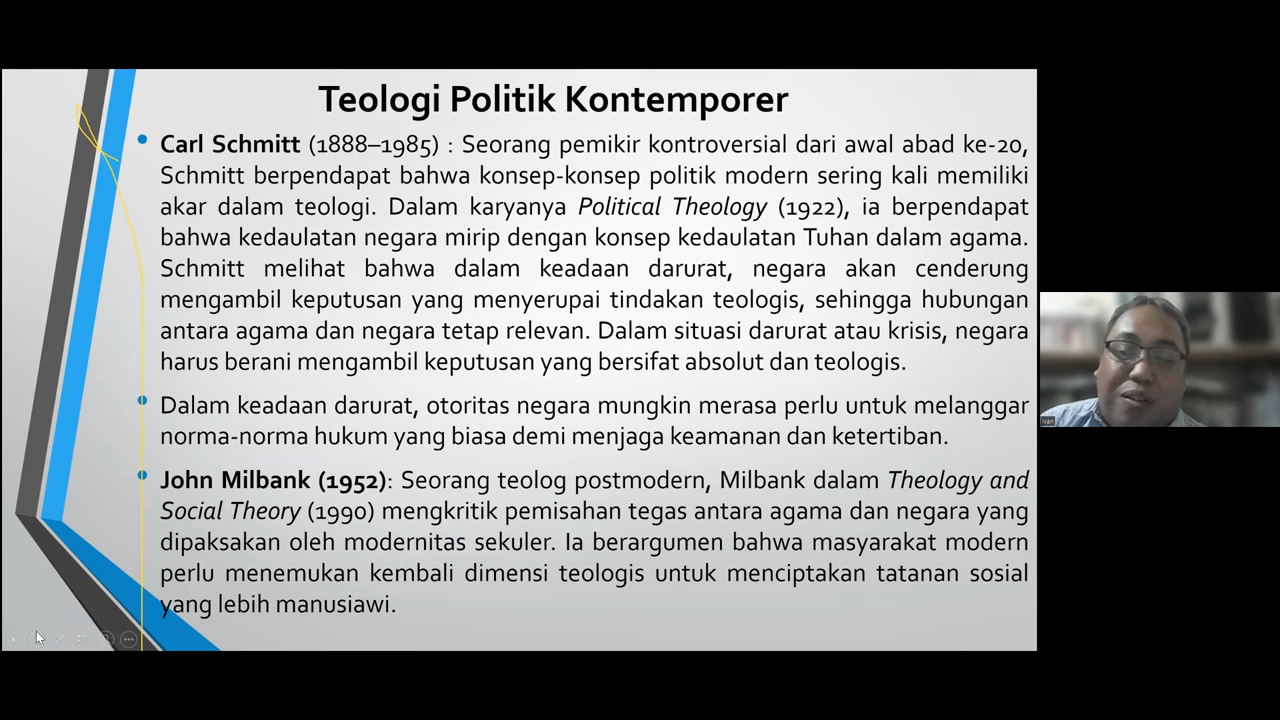 Teologi Politik Kontemporer
Carl Schmitt (1888–1985) : Seorang pemikir kontroversial dari awal abad ke-20,
Schmitt berpendapat bahwa konsep-konsep politik modern sering kali memiliki
akar dalam teologi. Dalam karyanya Political Theology (1922), ia berpendapat
bahwa kedaulatan negara mirip dengan konsep kedaulatan Tuhan dalam agama.
Schmitt melihat bahwa dalam keadaan darurat, negara akan cenderung
mengambil keputusan yang menyerupai tindakan teologis, sehingga hubungan
antara agama dan negara tetap relevan. Dalam situasi darurat atau krisis, negara
harus berani mengambil keputusan yang bersifat absolut dan teologis.
Dalam keadaan darurat, otoritas negara mungkin merasa perlu untuk melanggar
norma-norma hukum yang biasa demi menjaga keamanan dan ketertiban.
John Milbank (1952): Seorang teolog postmodern, Milbank dalam Theology and
Social Theory (1990) mengkritik pemisahan tegas antara agama dan negara yang
dipaksakan oleh modernitas sekuler. Ia berargumen bahwa masyarakat modern
perlu menemukan kembali dimensi teologis untuk menciptakan tatanan sosial
yang lebih manusiawi.
Ivan